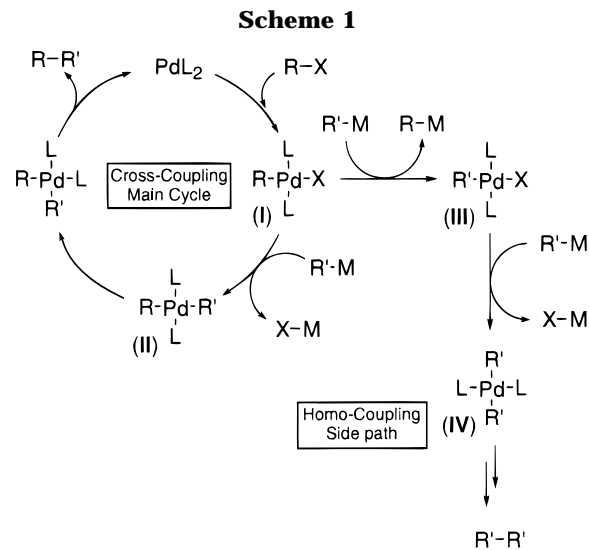 Scheme 1
R-R'
PdL2
R-X
R'-M
R-M
L
R-Pd-L
R'
Cross-Coupling
Main Cycle
L
R-Pd-X
L
(I)
L
R'-Pd-X
L
(III)
R'-M
X-M
L
R-Pd-R'
L
(II)
R'-M
X-M
Homo-Coupling
Side path
R'
L-Pd-L
R'
(IV)
R'-R'